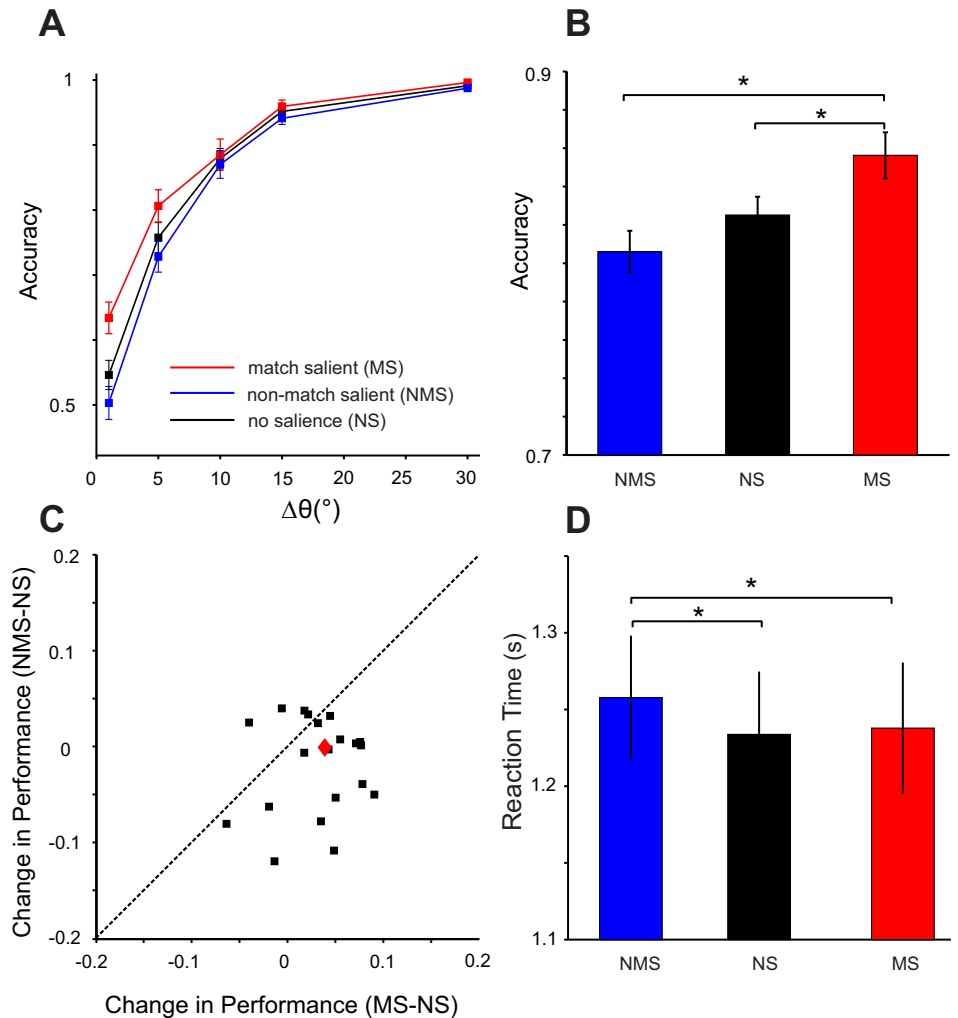 A
1
0.5
Accuracy
match salient (MS)
non-match salient (NMS)
no salience (NS)
0 5 10 15 20 25 30
Δθ(°)
B
0.9
0.7
Accuracy
*
*
NMS NS MS
C
0.2
0.1
0
-0.1
-0.2
Change in Performance (NMS-NS)
-0.2 -0.1 0 0.1 0.2
Change in Performance (MS-NS)
D
1.3
1.2
1.1
Reaction Time (s)
*
*
NMS NS MS